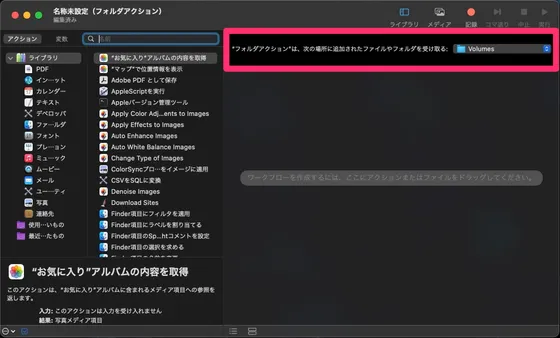 名称未設定（フォルダアクション）
編集済み
ライブラリ
メディア
記録
コマ送り
中止
実行
アクション
変数
名前
"フォルダアクション"は、次の場所に追加されたファイルやフォルダを受け取る:
Volumes
ライブラリ
PDF
イン...ット
カレンダー
テキスト
デベロッパ
ファ...ルダ
フォント
プレ...ョン
ミュ...ック
ムービー
メール
ユー...ティ
写真
連絡先
使用...いもの
最近...たもの
"お気に入り"アルバムの内容を取得
"マップ"で位置情報を表示
Adobe PDF として保存
AppleScriptを実行
Appleバージョン管理ツール
Apply Color Adj...ents to Images
Apply Effects to Images
Auto Enhance Images
Auto White Balance Images
Change Type of Images
ColorSyncプロ...をイメージに適用
CSVをSQLに変換
Denoise Images
Download Sites
Finder項目にフィルタを適用
Finder項目にラベルを割り当てる
Finder項目のSp...htコメントを設定
Finder項目の選択を求める
ワークフローを作成するには、ここにアクションまたはファイルをドラッグしてください。
"お気に入り"アルバムの内容を取得
このアクションは、"お気に入り"アルバムに含まれるメディア項目への参照を
返します。
入力: このアクションは入力を受け入れません
結果: 写真メディア項目